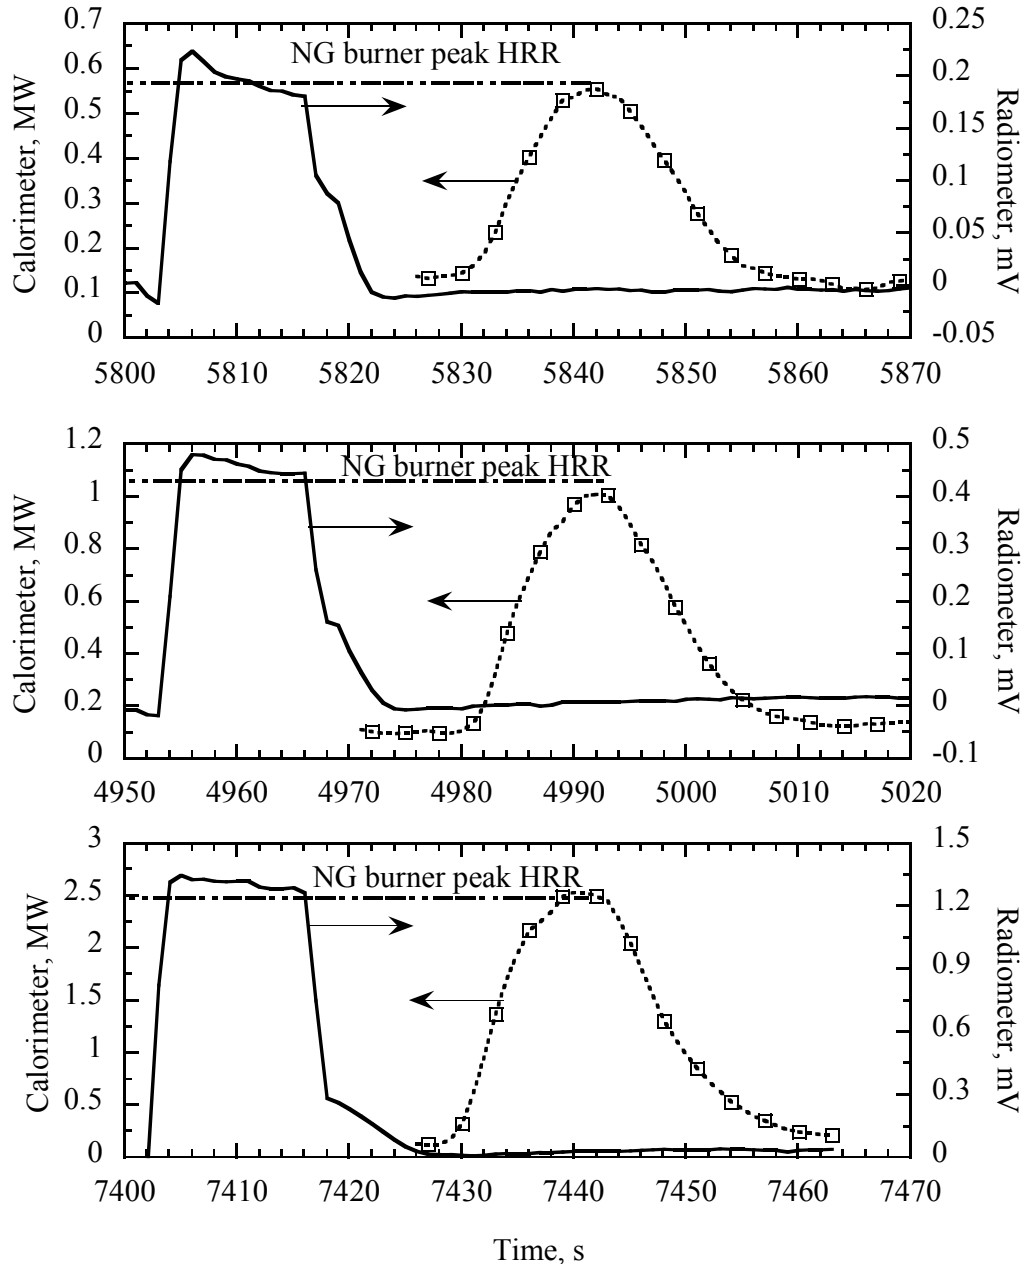 0.7 0.25
NG burner peak HRR
0.6 0.2
0.5 0.15
0.4 0.1
0.3 0.05
0.2 0
0.1
0 -0.05
Calorimeter, MW
Radiometer, mV
5800 5810 5820 5830 5840 5850 5860 5870
1.2 0.5
NG burner peak HRR
1 0.4
0.8 0.3
0.6 0.2
0.4 0.1
0.2 0
0 -0.1
Calorimeter, MW
Radiometer, mV
4950 4960 4970 4980 4990 5000 5010 5020
3 1.5
NG burner peak HRR
2.5 1.2
2 0.9
1.5 0.6
1
0.5 0.3
0 0
Calorimeter, MW
Radiometer, mV
7400 7410 7420 7430 7440 7450 7460 7470
Time, s